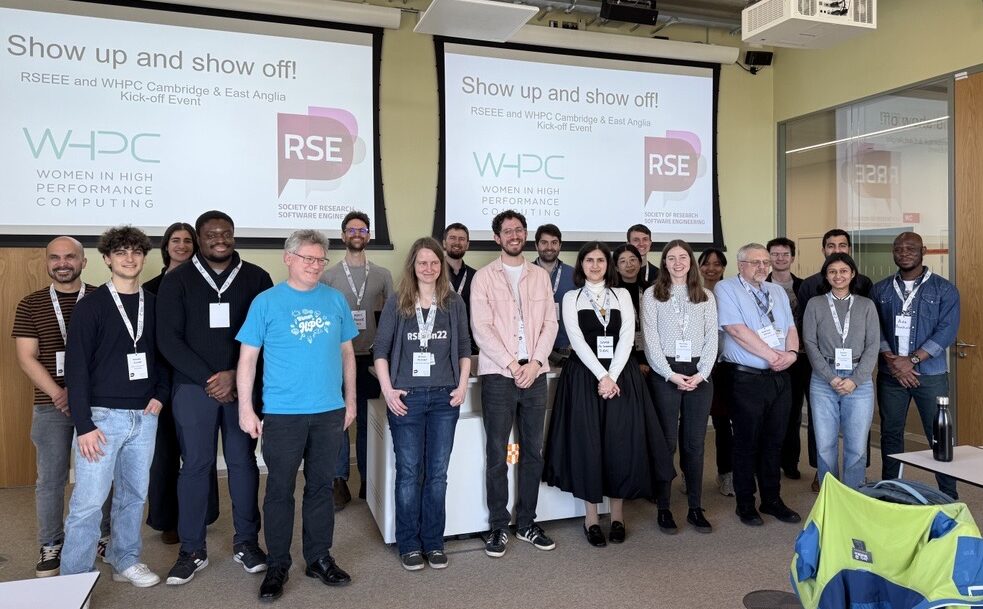 Show up and show off!
RSEEE and WHPC Cambridge & East Anglia
Kick-off Event
WHPC
WOMEN IN HIGH
PERFORMANCE
COMPUTING
RSE
SOCIETY OF RESEARCH
SOFTWARE ENGINEERING
Show up and show off!
RSEEE and WHPC Cambridge & East Anglia
Kick-off Event
WHPC
WOMEN IN HIGH
PERFORMANCE
COMPUTING
RSE
SOCIETY OF RESEARCH
SOFTWARE ENGINEERING